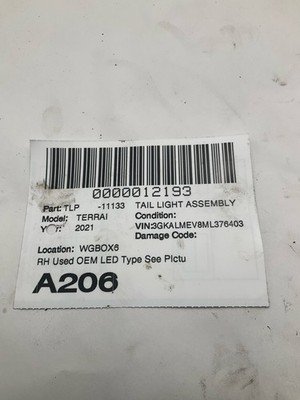 0000012193
Part: TLP -11133 TAIL LIGHT ASSEMBLY
Model: TERRAI Condition:
2021 VIN:3GKALMEV8ML376403
Damage Code:
Location: WGBOX6
RH Used OEM LED Type See Pictu
A206